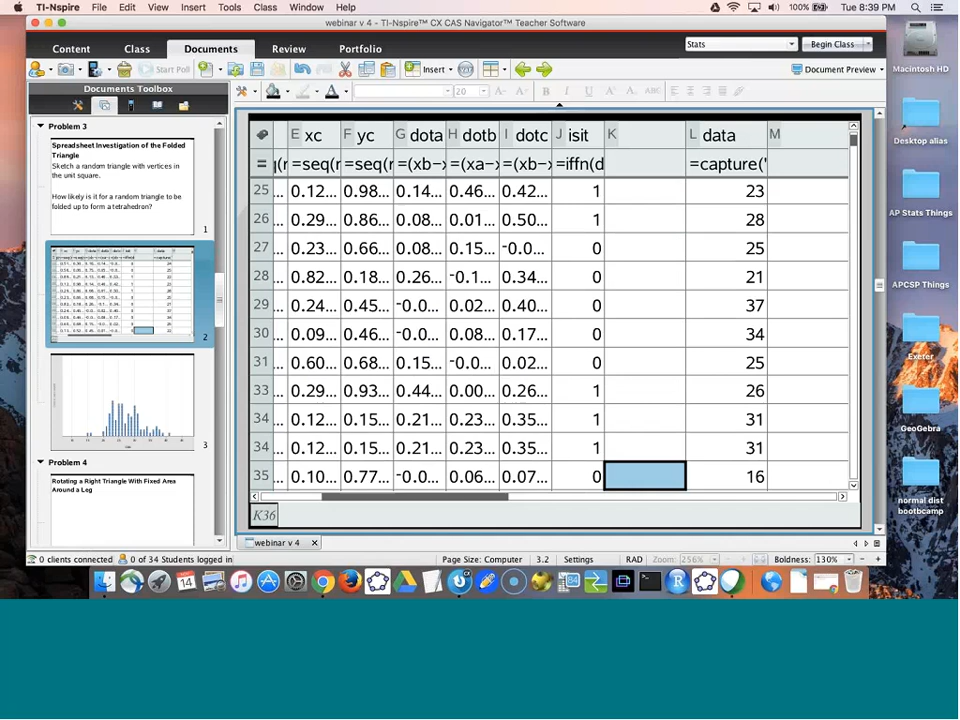 TI-Nspire File Edit View Insert Tools Class Window Help 100% Tue 8:39 PM
webinar v 4 - TI-Nspire™ CX CAS Navigator™ Teacher Software
Content Class Documents Review Portfolio Stats Begin Class
Start Poll Insert Document Preview
Documents Toolbox
20 B I U A A ABC
Problem 3
Spreadsheet Investigation of the Folded
Triangle
Sketch a random triangle with vertices in
the unit square.
How likely is it for a random triangle to be
folded up to form a tetrahedron?
1
2
3
Problem 4
Rotating a Right Triangle With Fixed Area
Around a Leg
E xc F yc G dota H dotb I dotc J isit K L data M
= q(r =seq(r =seq(r =(xb-x =(xa-x =(xb-x =iffn(d =capture('
25 ... 0.12... 0.98... 0.14... 0.46... 0.42... 1 23
26 ... 0.29... 0.86... 0.08... 0.01... 0.50... 1 28
27 ... 0.23... 0.66... 0.08... 0.15... -0.0... 0 25
28 ... 0.82... 0.18... 0.26... -0.1... 0.34... 0 21
29 ... 0.24... 0.45... -0.0... 0.02... 0.40... 0 37
30 ... 0.09... 0.46... -0.0... 0.08... 0.17... 0 34
31 ... 0.60... 0.68... 0.15... -0.0... 0.02... 0 25
33 ... 0.29... 0.93... 0.44... 0.00... 0.26... 1 26
34 ... 0.12... 0.15... 0.21... 0.23... 0.35... 1 31
34 ... 0.12... 0.15... 0.21... 0.23... 0.35... 1 31
35 ... 0.10... 0.77... -0.0... 0.06... 0.07... 0 16
K36
webinar v 4
0 clients connected 0 of 34 Students logged in Page Size: Computer 3.2 Settings RAD Zoom: 256% Boldness: 130%
Macintosh HD
Desktop alias
AP Stats Things
APCSP Things
Exeter
GeoGebra
normal dist
bootbcamp
14
84
R